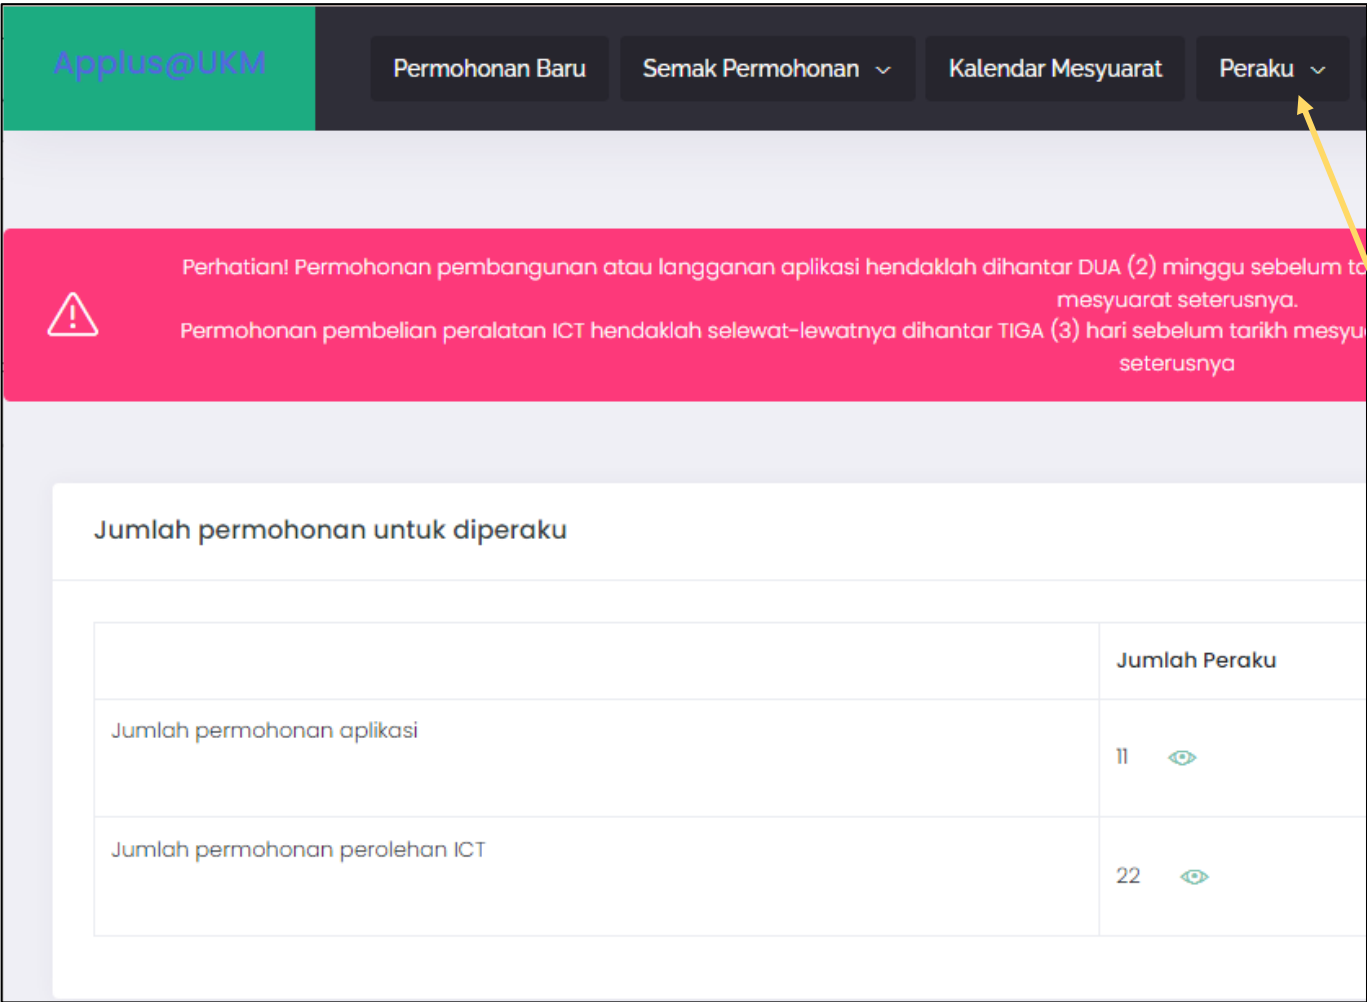 Applus@UKM
Permohonan Baru
Semak Permohonan
Kalendar Mesyuarat
Peraku
Perhatian! Permohonan pembangunan atau langganan aplikasi hendaklah dihantar DUA (2) minggu sebelum
mesyuarat seterusnya.
Permohonan pembelian peralatan ICT hendaklah selewat-lewatnya dihantar TIGA (3) hari sebelum tarikh
seterusnya
Jumlah permohonan untuk diperaku
Jumlah Peraku
Jumlah permohonan aplikasi
11
Jumlah permohonan perolehan ICT
22